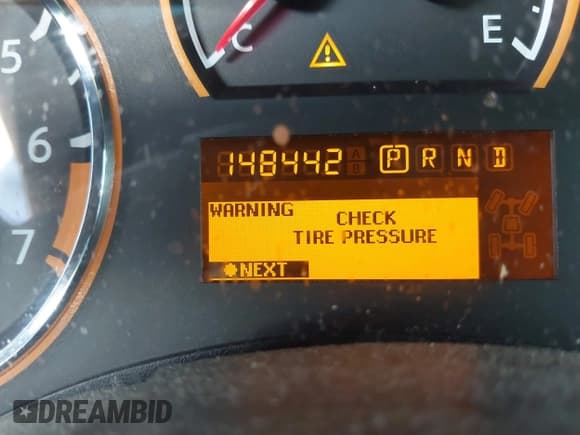 5
C
E
6
148442 A B P R N D
WARNING
CHECK
TIRE PRESSURE
7
✽NEXT
DREAMBID